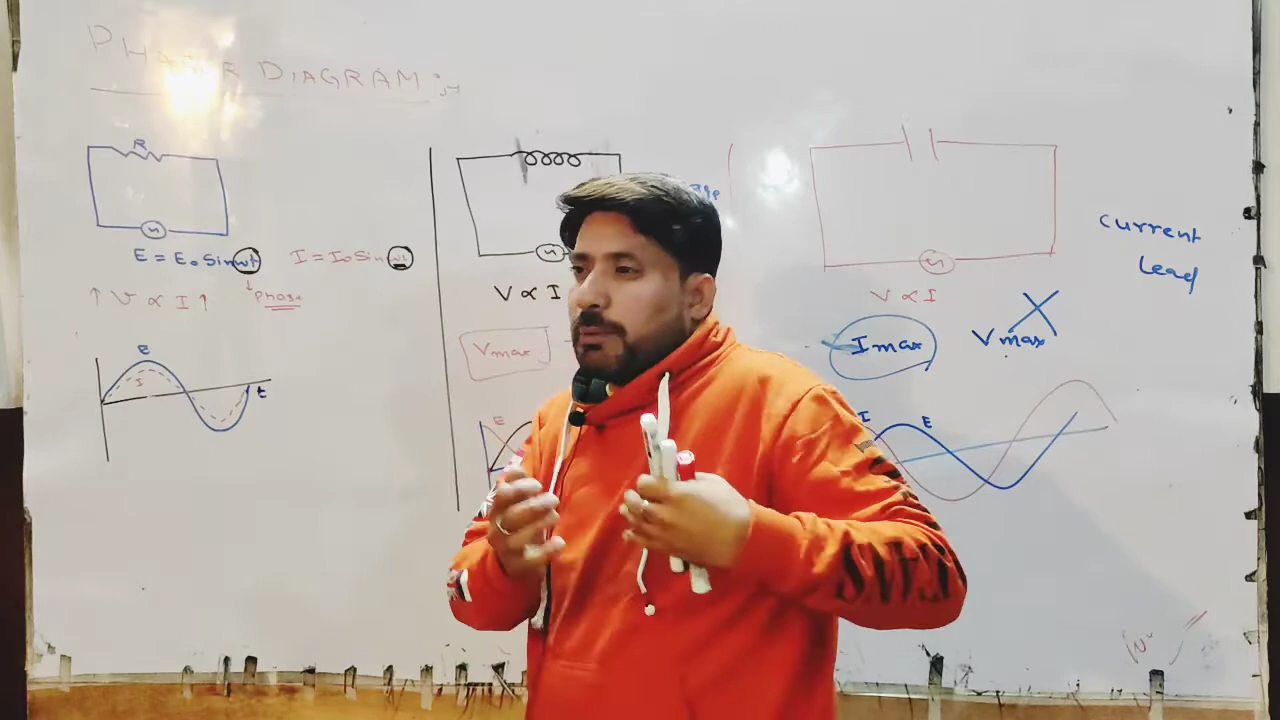 PHASOR DIAGRAM :→
R
E = E₀ Sin ωt
I = I₀ Sin ωt
↑ V ∝ I ↑
↓
Phase
E
I
t
V ∝ I
Vmax
E
V ∝ I
Imax
Vmax
Current
Lead
I
E